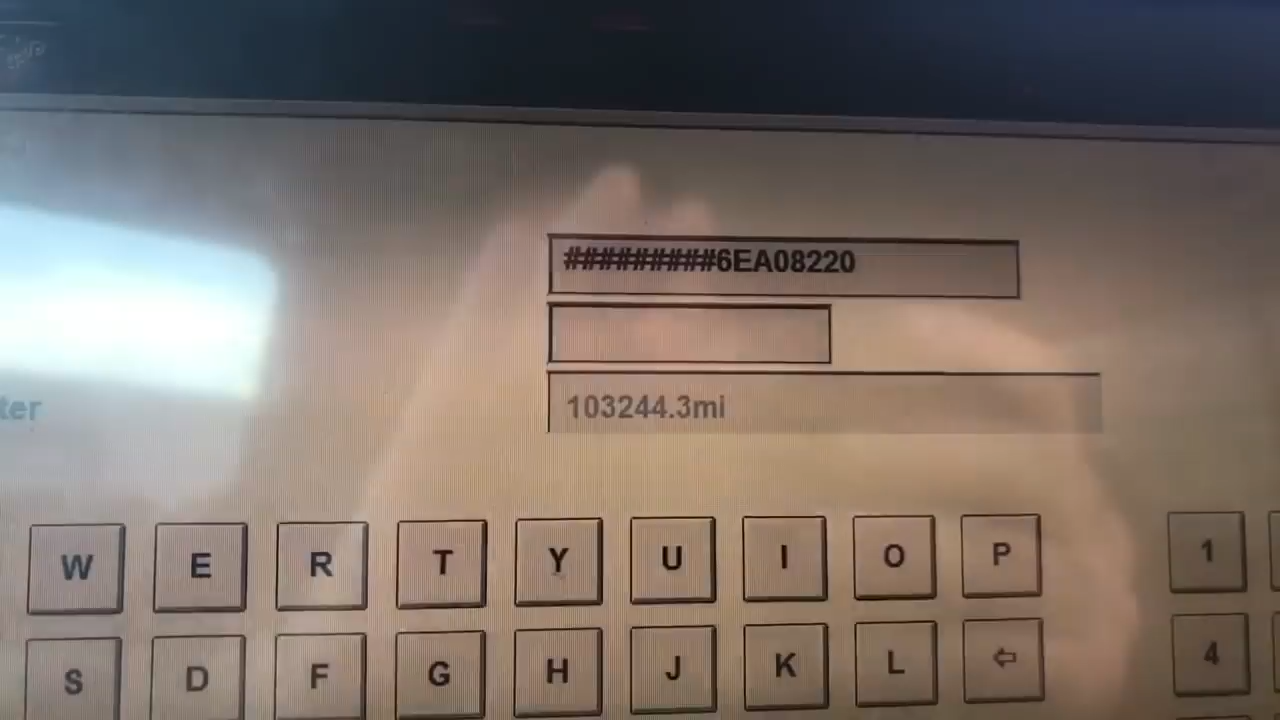 #########6EA08220
ter
103244.3mi
W E R T Y U I O P 1
S D F G H J K L ⇦ 4